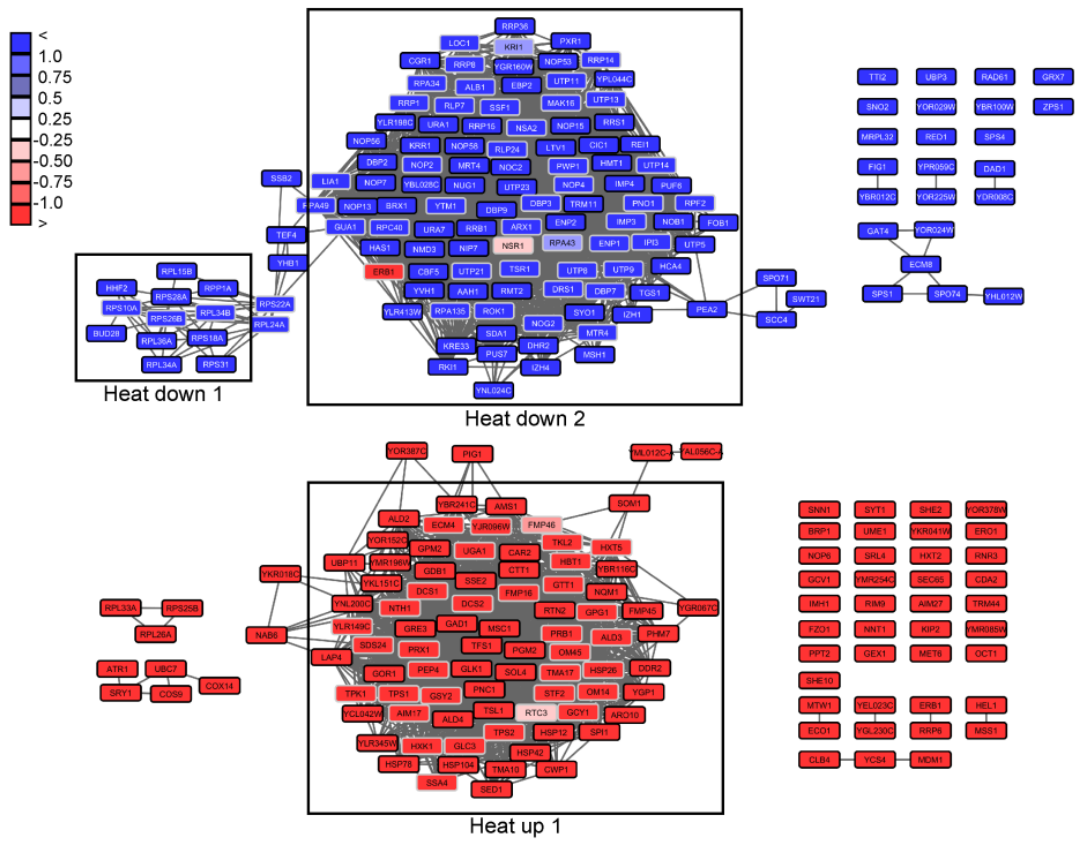 <
1.0
0.75
0.5
0.25
-0.25
-0.50
-0.75
-1.0
>
RRP36
LOC1 KRI1 PXR1
CGR1 RRP8 YGR160W NOP53 RRP14
RPA34 ALB1 EBP2 UTP11 YPL044C
RRP1 RLP7 SSF1 MAK16 UTP13
YLR198C URA1 RRP15 NSA2 NOP15 RRS1
NOP56 KRR1 NOP58 RLP24 LTV1 CIC1 REI1
DBP2 NOP2 MRT4 NOC2 PWP1 HMT1 UTP14
SSB2 LIA1 NOP7 YBL028C NUG1 UTP23 NOP4 IMP4 PUF6
RPA49 NOP13 BRX1 YTM1 DBP9 DBP3 TRM11 PNO1 RPF2
GUA1 RPC40 URA7 RRB1 ARX1 ENP2 IMP3 NOB1 FOB1
TEF4 HAS1 NMD3 NIP7 NSR1 RPA43 ENP1 IPI3 UTP5
YHB1 ERB1 CBF5 UTP21 TSR1 UTP8 UTP9 HCA4
YVH1 AAH1 RMT2 DRS1 DBP7 TGS1
YLR413W RPA135 ROK1 SYO1 IZH1 PEA2
SDA1 NOG2 MTR4
KRE33 PUS7 DHR2 MSH1
RKI1 IZH4
YNL024C
SPO71
SWT21
SCC4
RPL15B
HHF2 RPS28A RPP1A
RPS10A RPS26B RPL34B RPS22A
BUD28 RPL36A RPS18A RPL24A
RPL34A RPS31
Heat down 1
Heat down 2
TTI2 UBP3 RAD61 GRX7
SNO2 YOR029W YBR100W ZPS1
MRPL32 RED1 SPS4
FIG1 YPR059C DAD1
YBR012C YOR225W YDR008C
GAT4 YOR024W
ECM8
SPS1 SPO74 YHL012W
YOR387C PIG1 YML012C-A YAL056C-A
YBR241C AMS1 SOM1
ALD2 ECM4 YJR096W FMP46
YOR152C GPM2 UGA1 CAR2 TKL2 HXT5
UBP11 YMR196W GDB1 CTT1 HBT1 YBR116C
YKR018C YKL151C SSE2 FMP16 GTT1 NQM1
YNL200C NTH1 DCS1 DCS2 RTN2 GPG1 FMP45 YGR067C
NAB6 YLR149C GRE3 GAD1 MSC1 PRB1 ALD3 PHM7
LAP4 SDS24 PRX1 TFS1 PGM2 OM45
GOR1 PEP4 GLK1 SOL4 TMA17 HSP26 DDR2
TPK1 TPS1 GSY2 PNC1 STF2 OM14 YGP1
YCL042W AIM17 ALD4 TSL1 RTC3 GCY1 ARO10
YLR345W HXK1 GLC3 TPS2 HSP12 SPI1
HSP78 HSP104 TMA10 HSP42 CWP1
SSA4 SED1
Heat up 1
RPL33A RPS25B
RPL26A
ATR1 UBC7
SRY1 COS9 COX14
SNN1 SYT1 SHE2 YOR378W
BRP1 UME1 YKR041W ERO1
NOP6 SRL4 HXT2 RNR3
GCV1 YMR254C SEC65 CDA2
IMH1 RIM9 AIM27 TRM44
FZO1 NNT1 KIP2 YMR085W
PPT2 GEX1 MET6 OCT1
SHE10
MTW1 YEL023C ERB1 HEL1
ECO1 YGL230C RRP6 MSS1
CLB4 YCS4 MDM1